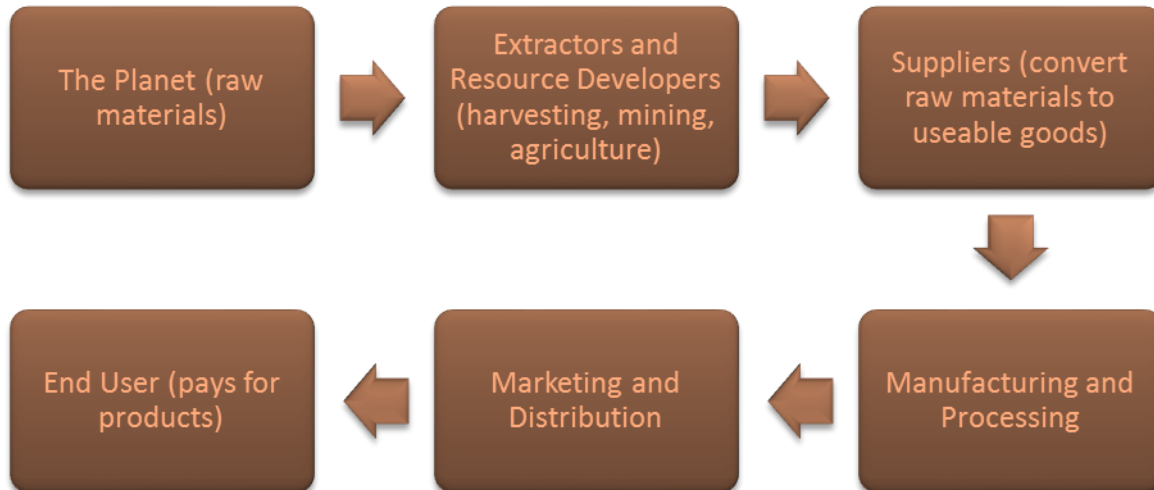 The Planet (raw
materials)
Extractors and
Resource Developers
(harvesting, mining,
agriculture)
Suppliers (convert
raw materials to
useable goods)
Manufacturing and
Processing
Marketing and
Distribution
End User (pays for
products)